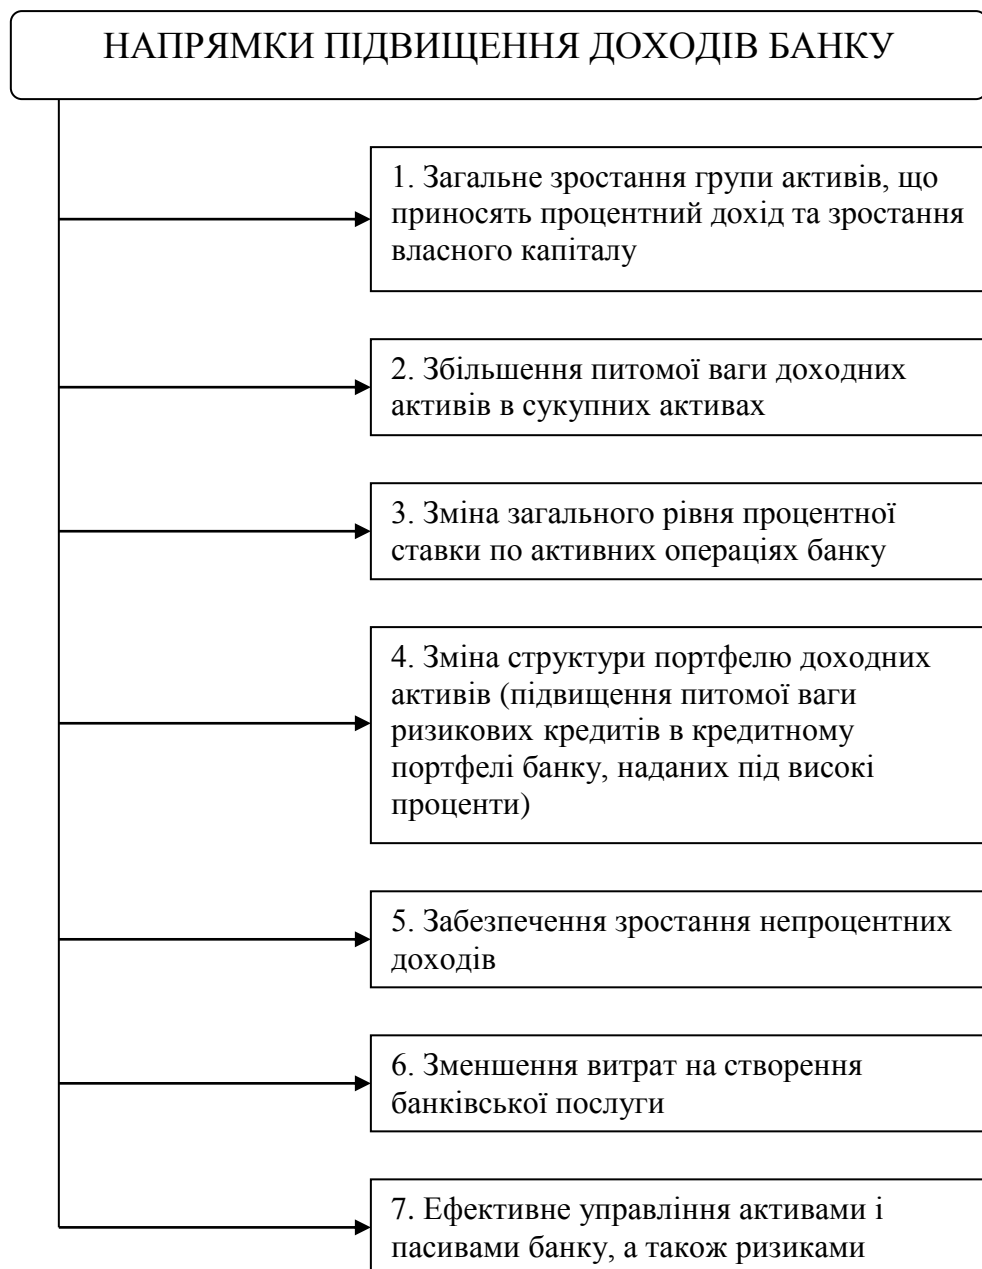 НАПРЯМКИ ПІДВИЩЕННЯ ДОХОДІВ БАНКУ
1. Загальне зростання групи активів, що
приносять процентний дохід та зростання
власного капіталу
2. Збільшення питомої ваги доходних
активів в сукупних активах
3. Зміна загального рівня процентної
ставки по активних операціях банку
4. Зміна структури портфелю доходних
активів (підвищення питомої ваги
ризикових кредитів в кредитному
портфелі банку, наданих під високі
проценти)
5. Забезпечення зростання непроцентних
доходів
6. Зменшення витрат на створення
банківської послуги
7. Ефективне управління активами і
пасивами банку, а також ризиками